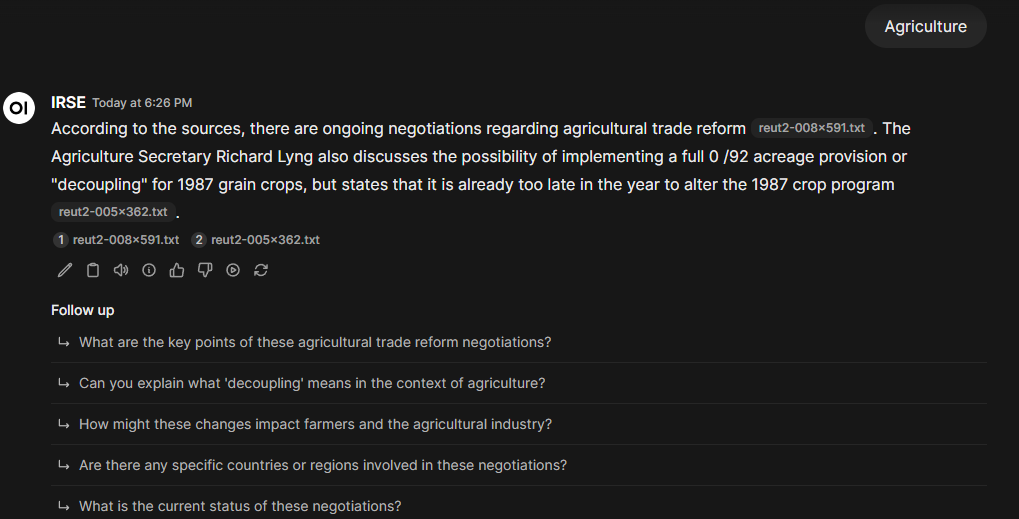 Agriculture
OI
IRSE Today at 6:26 PM
According to the sources, there are ongoing negotiations regarding agricultural trade reform reut2-008×591.txt . The
Agriculture Secretary Richard Lyng also discusses the possibility of implementing a full 0 /92 acreage provision or
"decoupling" for 1987 grain crops, but states that it is already too late in the year to alter the 1987 crop program
reut2-005×362.txt .
1 reut2-008×591.txt 2 reut2-005×362.txt
Follow up
What are the key points of these agricultural trade reform negotiations?
Can you explain what 'decoupling' means in the context of agriculture?
How might these changes impact farmers and the agricultural industry?
Are there any specific countries or regions involved in these negotiations?
What is the current status of these negotiations?